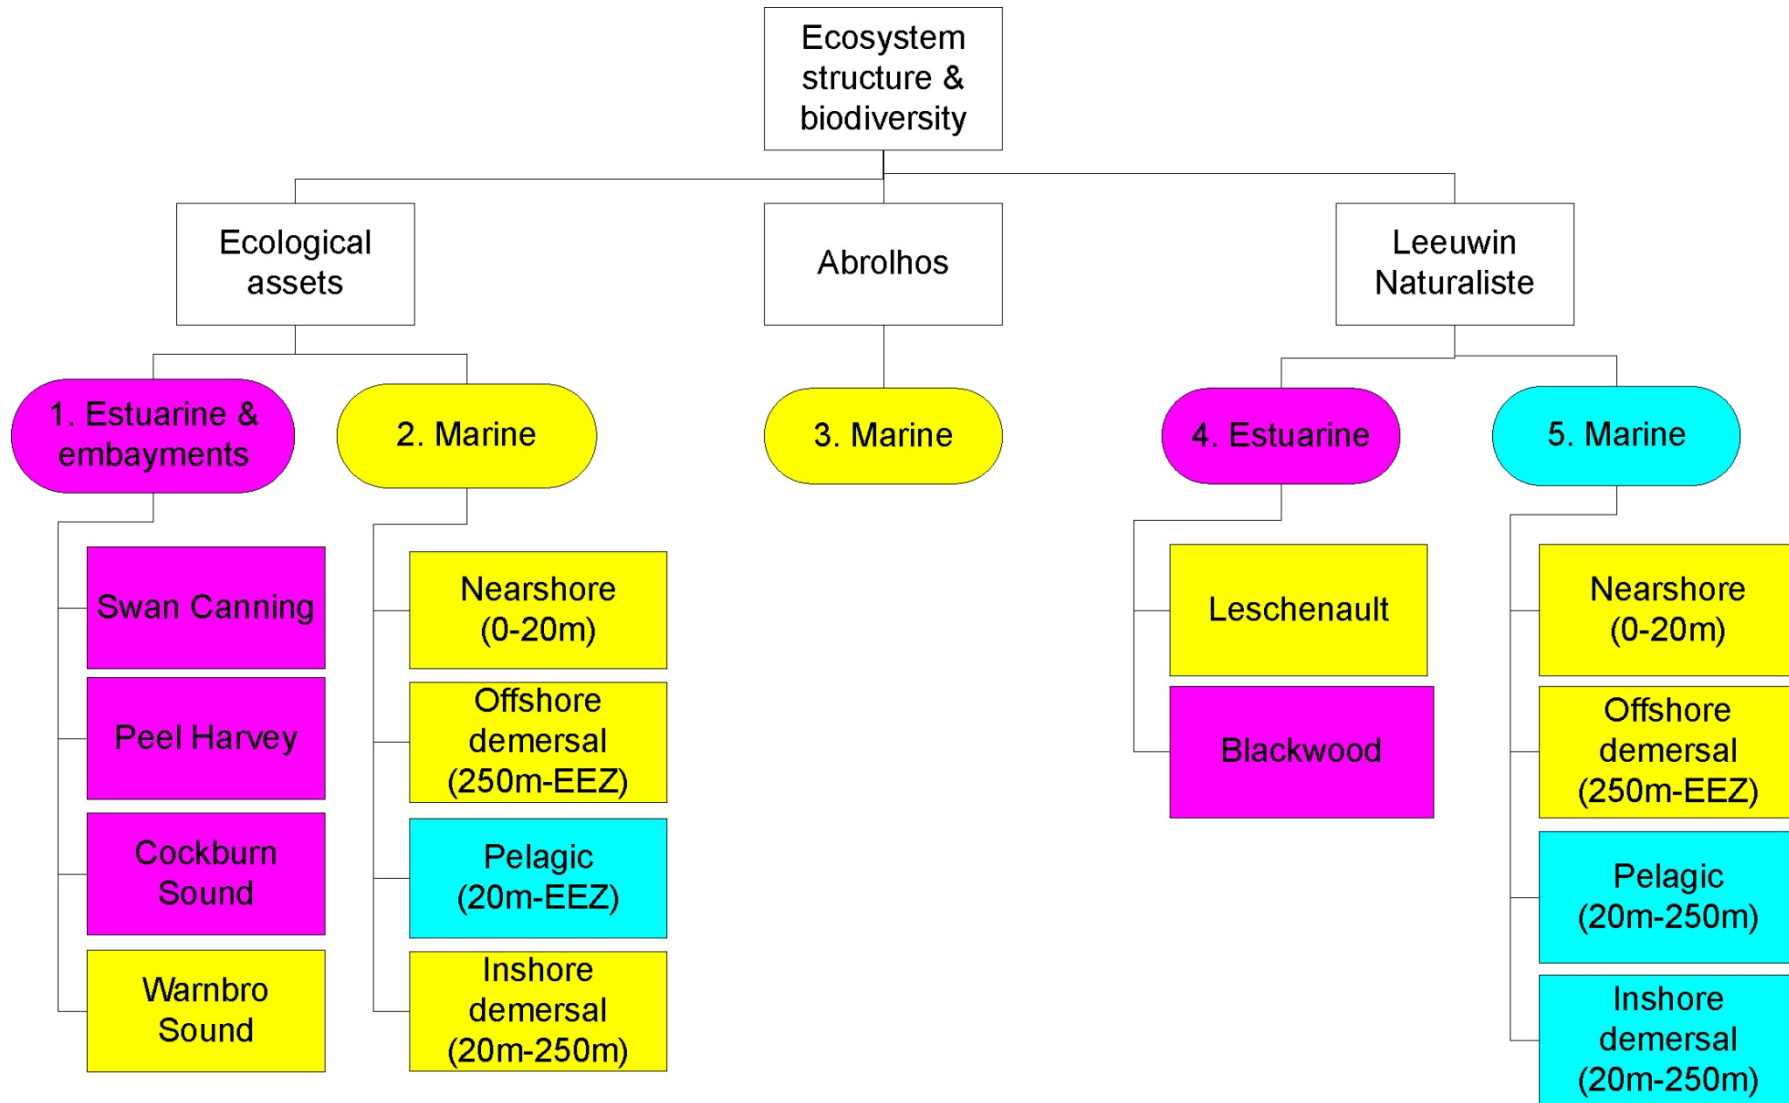 Ecosystem
structure &
biodiversity
Ecological
assets
Abrolhos
Leeuwin
Naturaliste
1. Estuarine &
embayments
2. Marine
3. Marine
4. Estuarine
5. Marine
Swan Canning
Peel Harvey
Cockburn
Sound
Warnbro
Sound
Nearshore
(0-20m)
Offshore
demersal
(250m-EEZ)
Pelagic
(20m-EEZ)
Inshore
demersal
(20m-250m)
Leschenault
Blackwood
Nearshore
(0-20m)
Offshore
demersal
(250m-EEZ)
Pelagic
(20m-250m)
Inshore
demersal
(20m-250m)